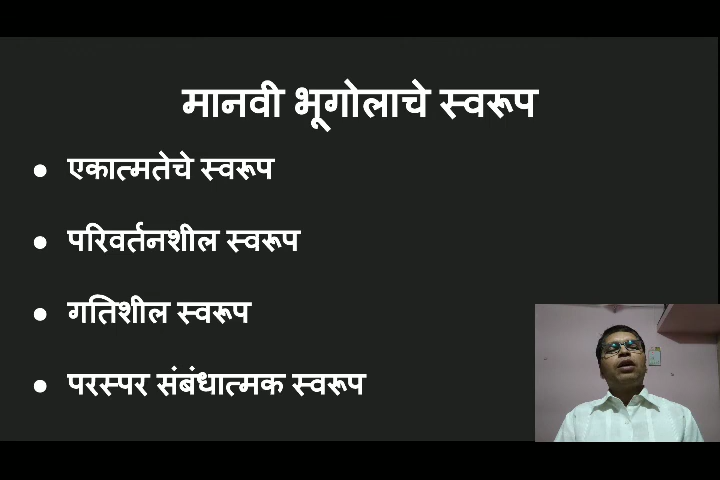 मानवी भूगोलाचे स्वरूप
● एकात्मतेचे स्वरूप
● परिवर्तनशील स्वरूप
● गतिशील स्वरूप
● परस्पर संबंधात्मक स्वरूप